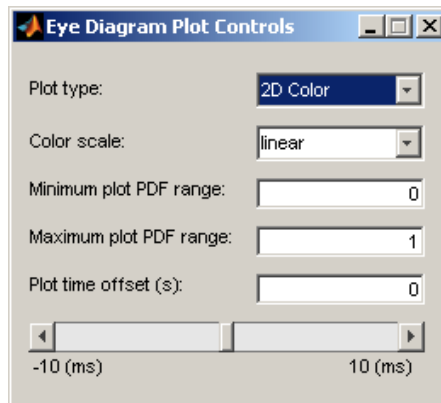 Eye Diagram Plot Controls
Plot type: 2D Color
Color scale: linear
Minimum plot PDF range: 0
Maximum plot PDF range: 1
Plot time offset (s): 0
-10 (ms) 10 (ms)